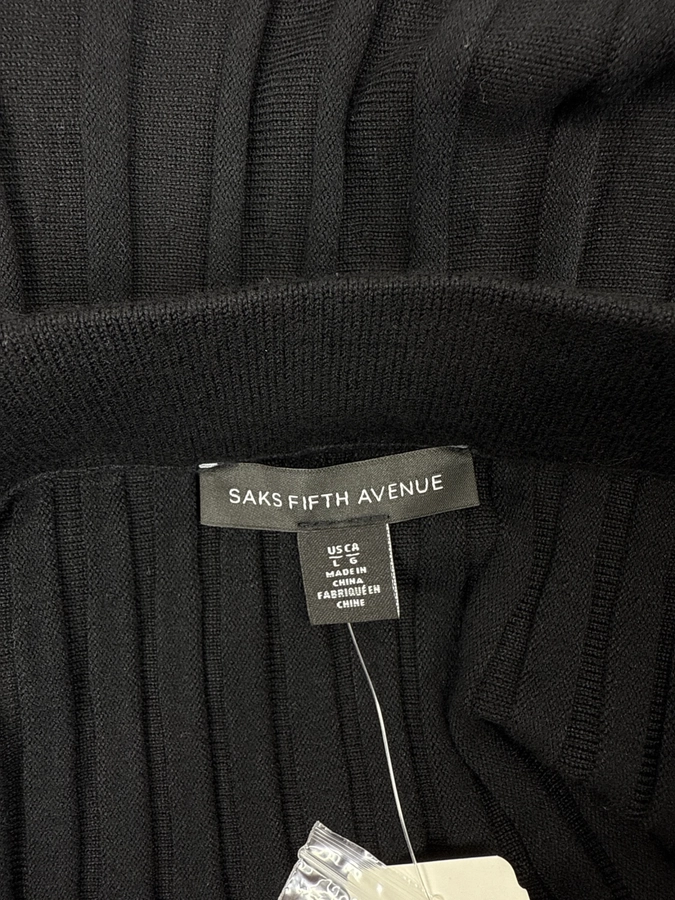 SAKS FIFTH AVENUE
US CA
L G
MADE IN
CHINA
FABRIQUÉ EN
CHINE